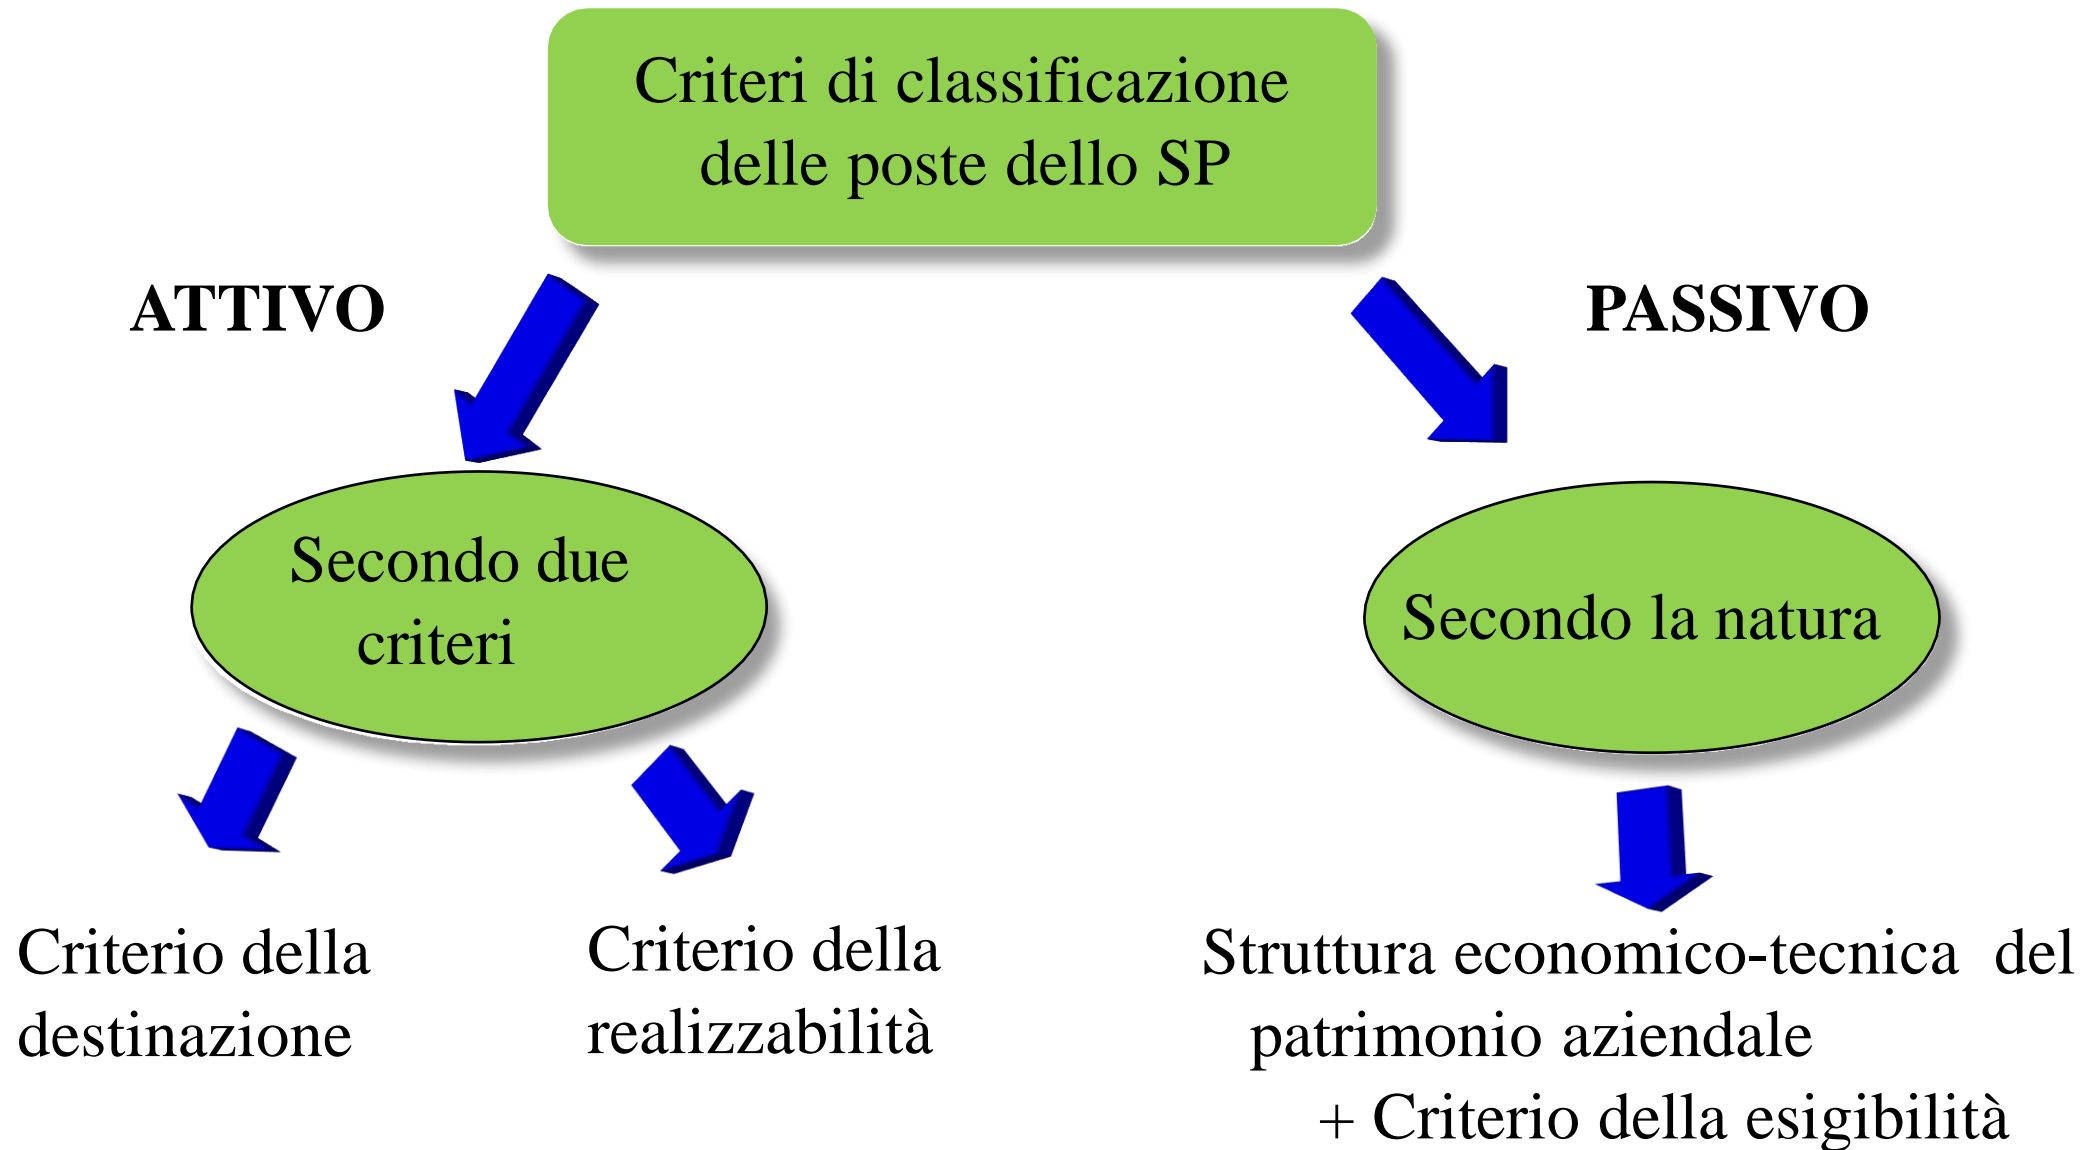 Criteri di classificazione
delle poste dello SP
ATTIVO
PASSIVO
Secondo due
criteri
Secondo la natura
Criterio della
destinazione
Criterio della
realizzabilità
Struttura economico-tecnica del
patrimonio aziendale
+ Criterio della esigibilità